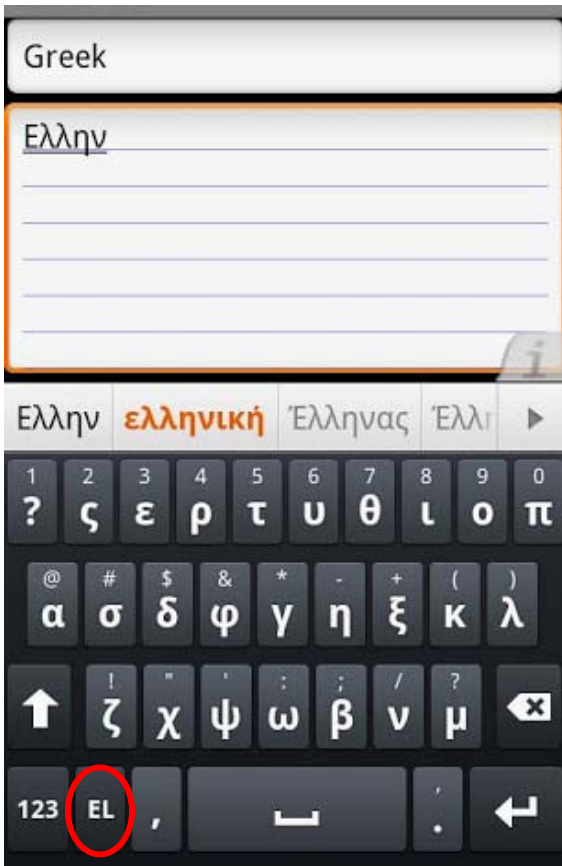 Greek
Ελλην
Ελλην ελληνική Έλληνας
1 2 3 4 5 6 7 8 9 0
? ς ε ρ τ υ θ ι ο π
@ # $ & * - + ( )
α σ δ φ γ η ξ κ λ
! " ' : ; / ?
ζ χ ψ ω β ν μ
123 EL , ' .